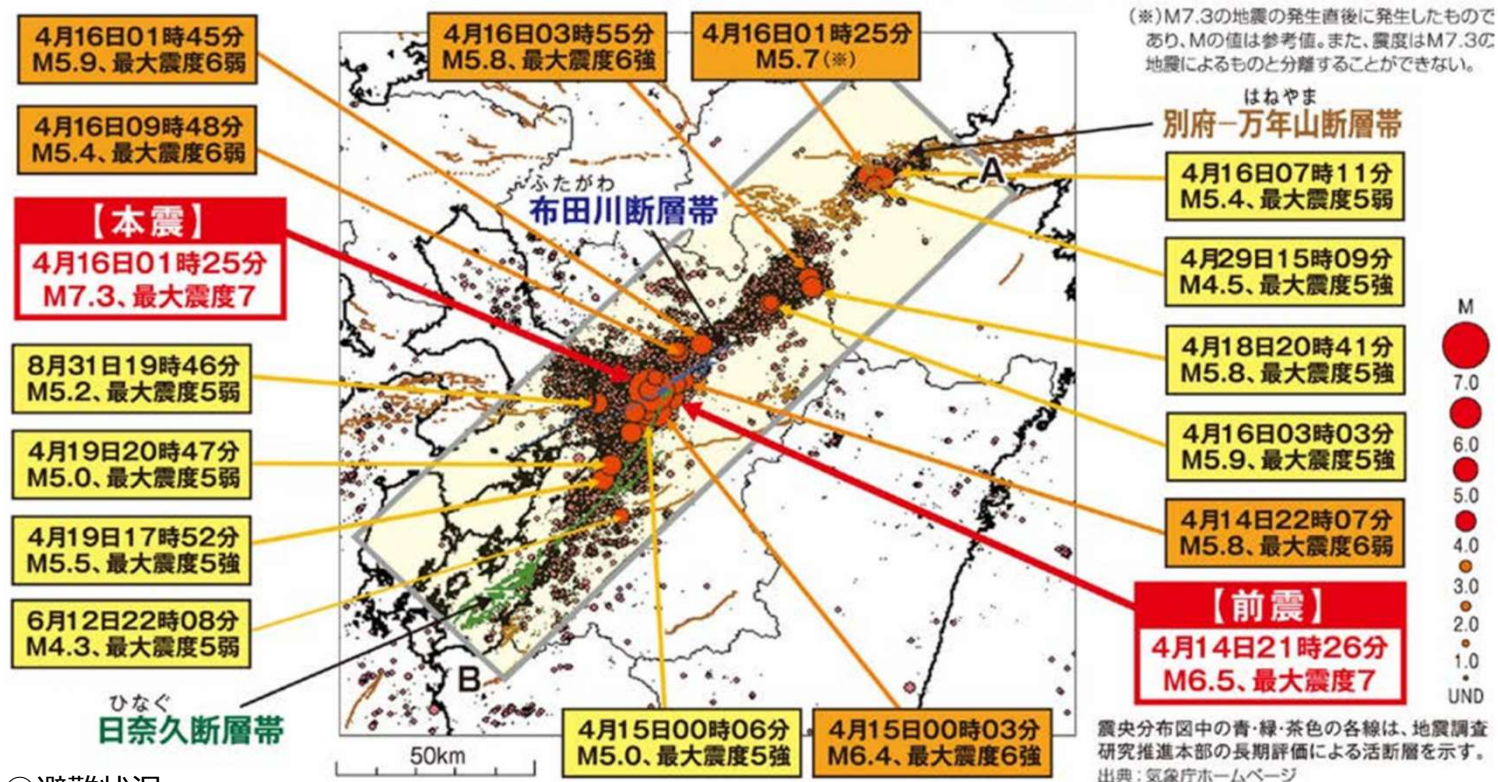 4月16日01時45分
M5.9、最大震度6弱
4月16日03時55分
M5.8、最大震度6強
4月16日01時25分
M5.7(※)
(※)M7.3の地震の発生直後に発生したもので
あり、Mの値は参考値。また、震度はM7.3の
地震によるものと分離することができない。
はねやま
別府−万年山断層帯
4月16日09時48分
M5.4、最大震度6弱
ふたがわ
布田川断層帯
A
4月16日07時11分
M5.4、最大震度5弱
【本震】
4月16日01時25分
M7.3、最大震度7
4月29日15時09分
M4.5、最大震度5強
8月31日19時46分
M5.2、最大震度5弱
4月18日20時41分
M5.8、最大震度5強
4月19日20時47分
M5.0、最大震度5弱
4月16日03時03分
M5.9、最大震度5強
4月19日17時52分
M5.5、最大震度5強
4月14日22時07分
M5.8、最大震度6弱
6月12日22時08分
M4.3、最大震度5弱
【前震】
4月14日21時26分
M6.5、最大震度7
M
7.0
6.0
5.0
4.0
3.0
2.0
1.0
UND
B
ひなぐ
日奈久断層帯
4月15日00時06分
M5.0、最大震度5強
4月15日00時03分
M6.4、最大震度6強
50km
震央分布図中の青・緑・茶色の各線は、地震調査
研究推進本部の長期評価による活断層を示す。
出典：気象庁ホームページ